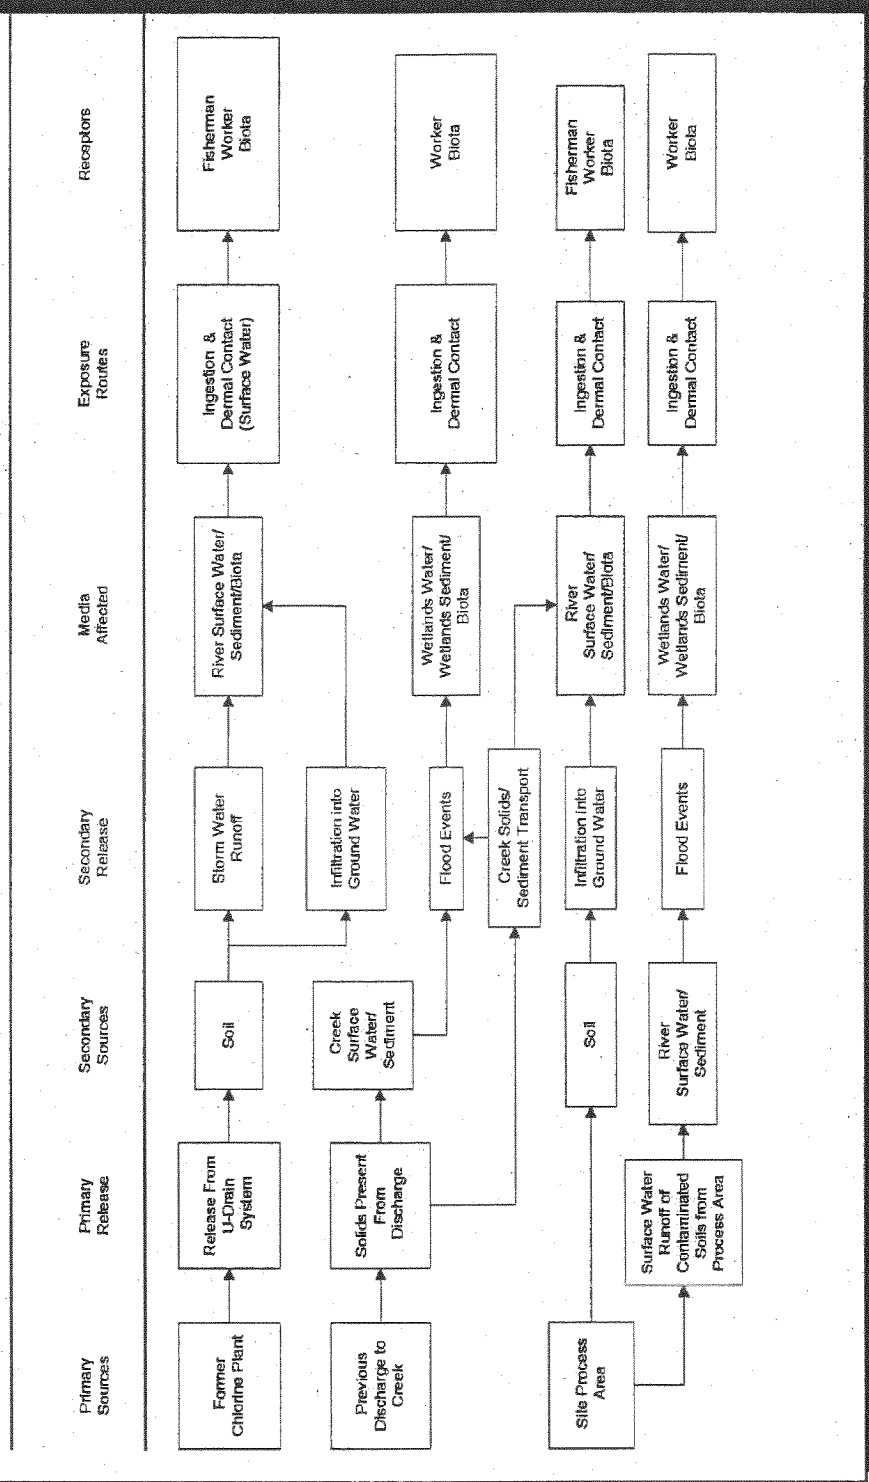 Primary
Sources
Primary
Release
Secondary
Sources
Secondary
Release
Media
Affected
Exposure
Routes
Receptors
Former
Chlorine Plant
Release From
U-Drain
System
Soil
Storm Water
Runoff
Infiltration into
Ground Water
River Surface Water/
Sediment/Biota
Ingestion &
Dermal Contact
(Surface Water)
Fisherman
Worker
Biota
Previous
Discharge to
Creek
Solids Present
From
Discharge
Creek
Surface
Water/
Sediment
Flood Events
Creek Solids/
Sediment Transport
Wetlands Water/
Wetlands Sediment/
Biota
Ingestion &
Dermal Contact
Worker
Biota
Site Process
Area
Soil
Infiltration into
Ground Water
River
Surface Water/
Sediment/Biota
Ingestion &
Dermal Contact
Fisherman
Worker
Biota
Surface Water
Runoff of
Contaminated
Soils from
Process Area
River
Surface Water/
Sediment
Flood Events
Wetlands Water/
Wetlands Sediment/
Biota
Ingestion &
Dermal Contact
Worker
Biota